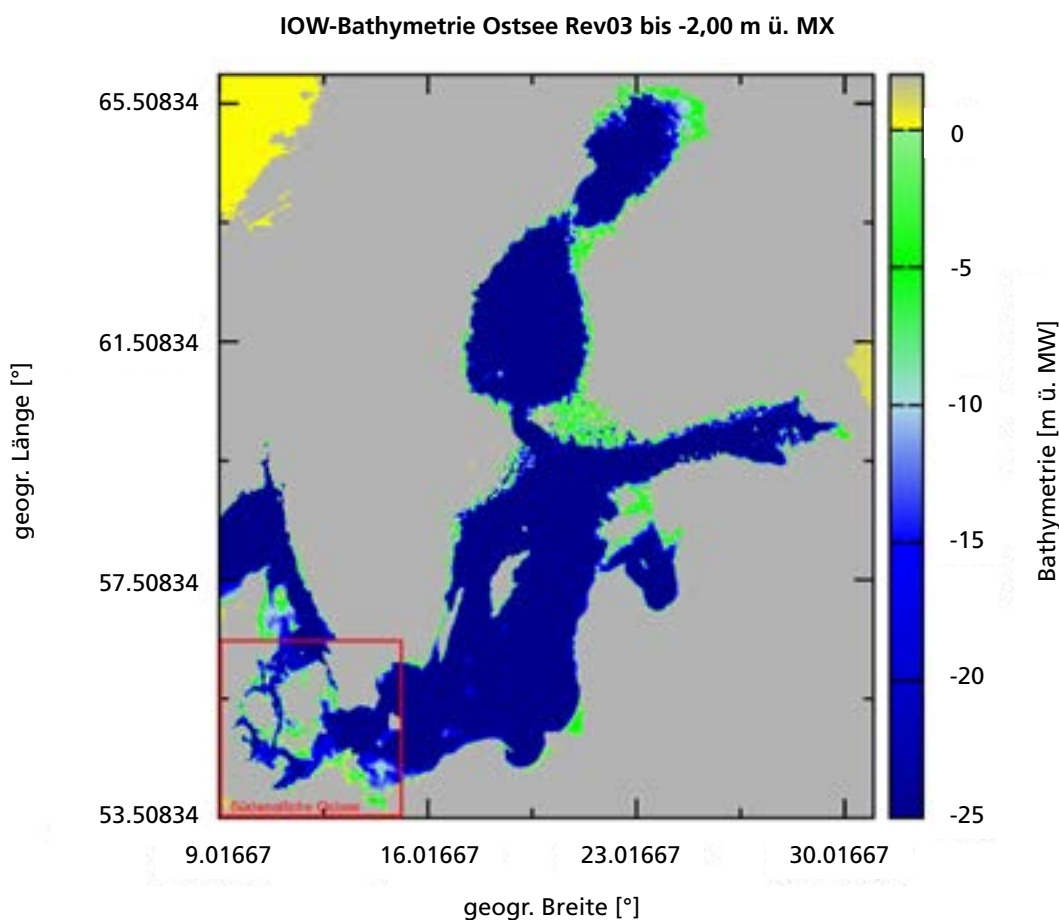 IOW-Bathymetrie Ostsee Rev03 bis -2,00 m ü. MX
65.50834
61.50834
57.50834
53.50834
geogr. Länge [°]
9.01667
16.01667
23.01667
30.01667
geogr. Breite [°]
0
-5
-10
-15
-20
-25
Bathymetrie [m ü. MW]
Ostsee